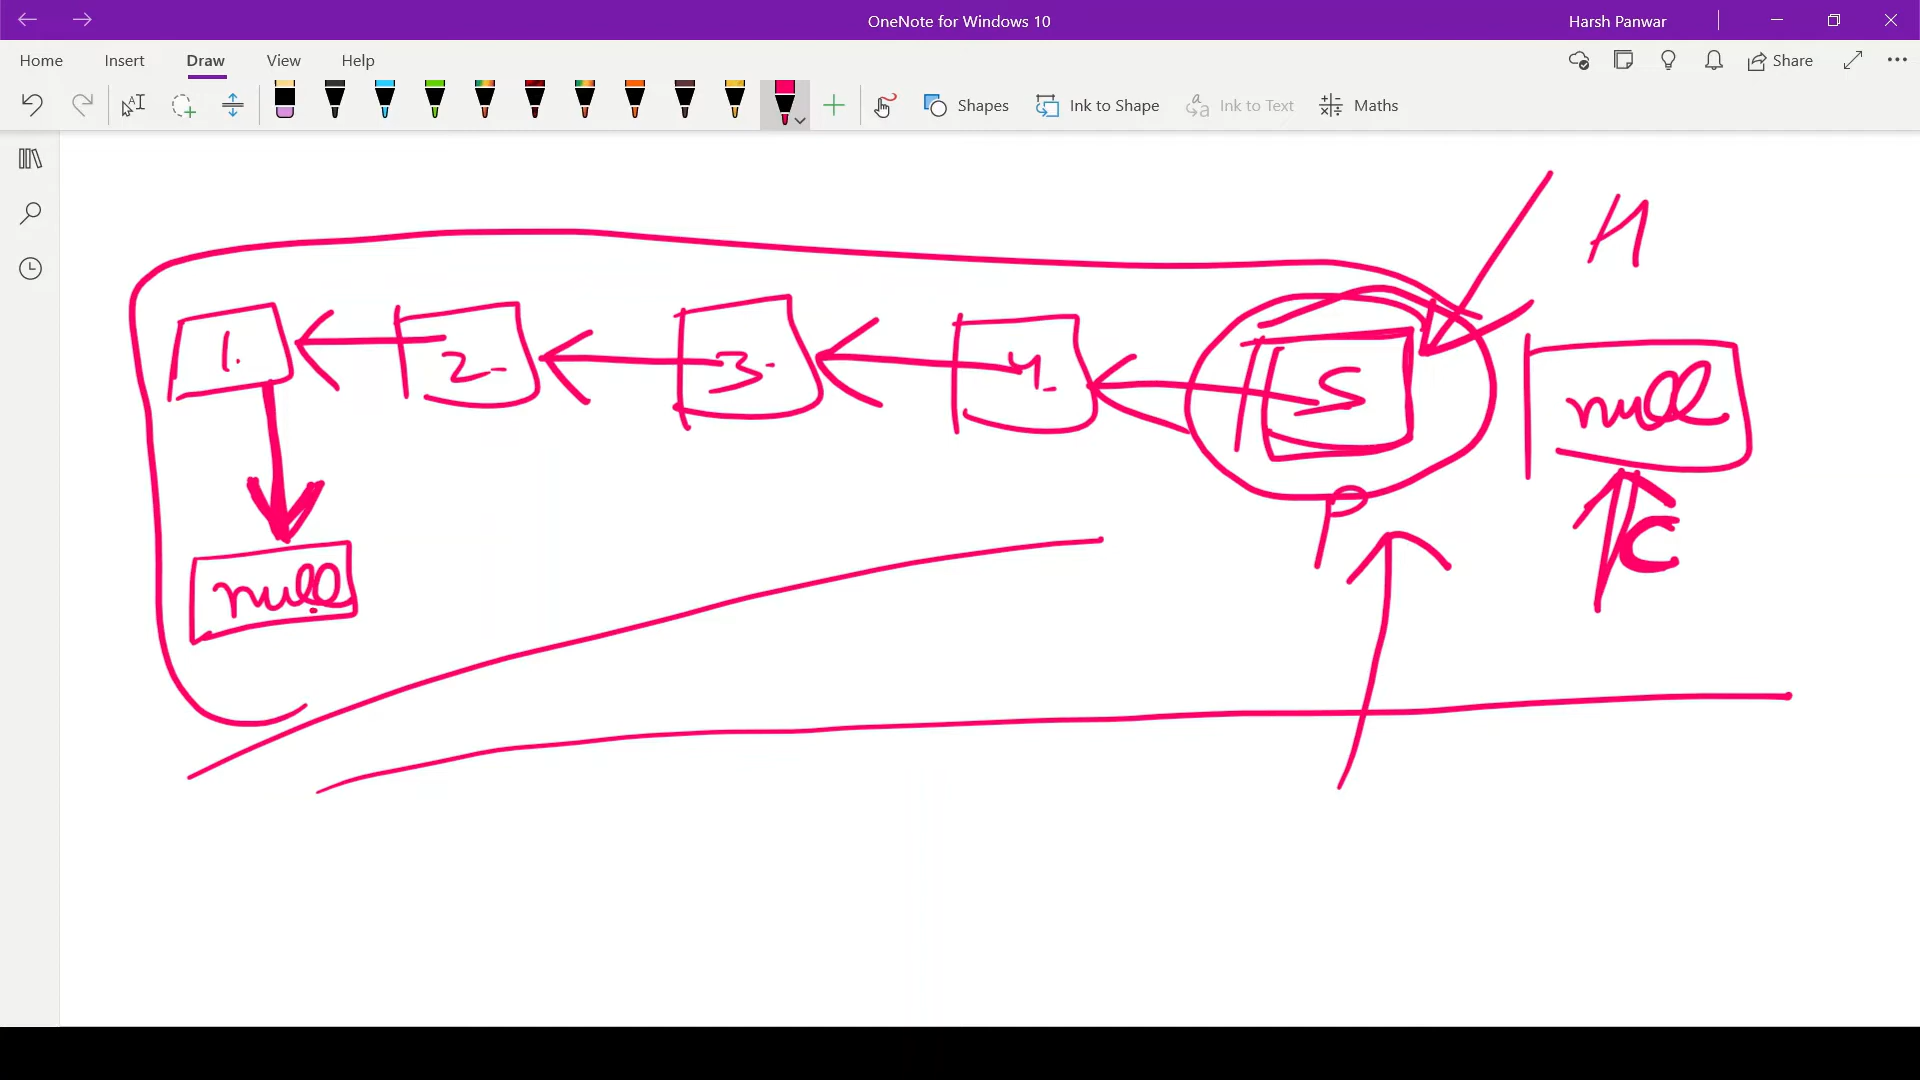 OneNote for Windows 10
Harsh Panwar
Home Insert Draw View Help
Share
Shapes
Ink to Shape
Ink to Text
Maths
H
1. 2 3 4 5 null
P
C
null